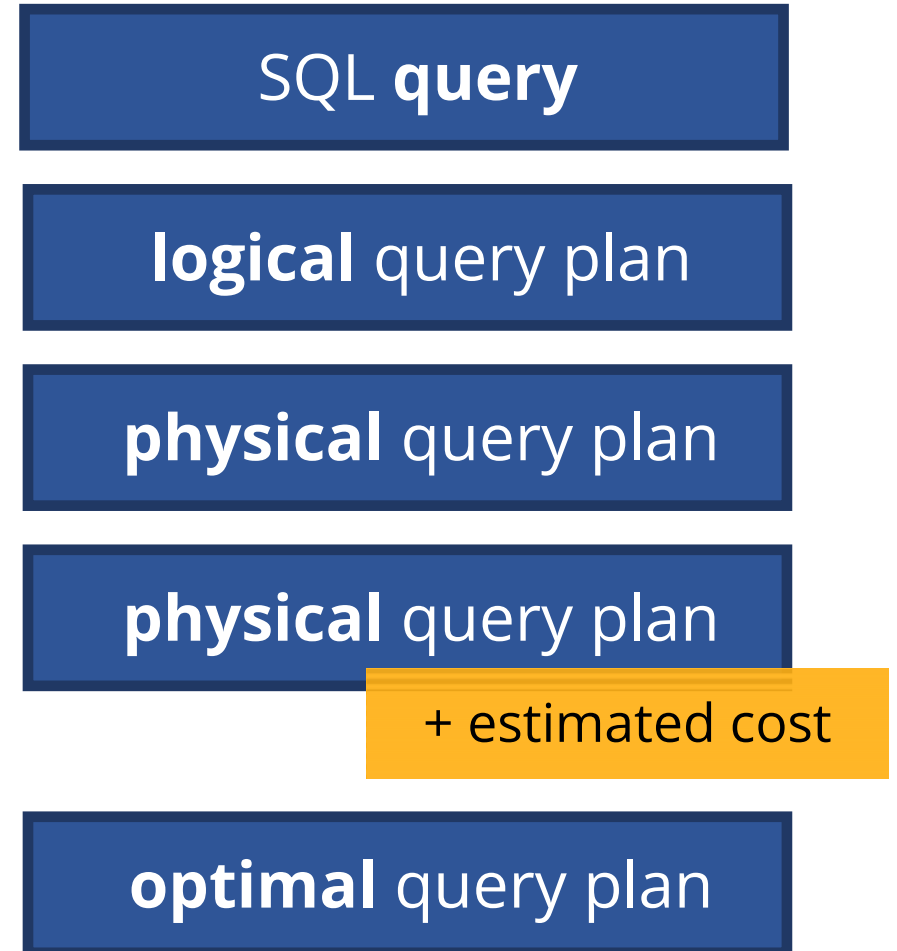 SQL query
logical query plan
physical query plan
physical query plan
+ estimated cost
optimal query plan